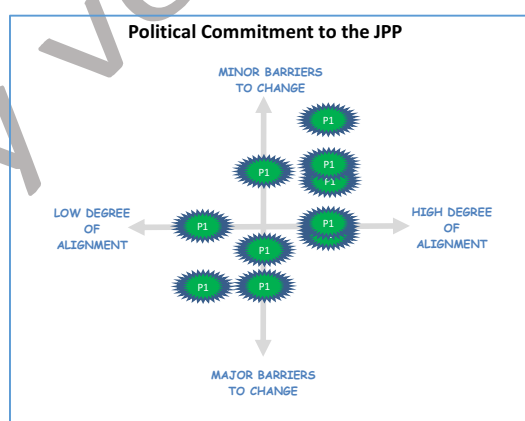 Political Commitment to the JPP
MINOR BARRIERS
TO CHANGE
P1
P1
P1
P1
LOW DEGREE
OF
ALIGNMENT
P1
P1
HIGH DEGREE
OF
ALIGNMENT
P1
P1
P1
MAJOR BARRIERS
TO CHANGE